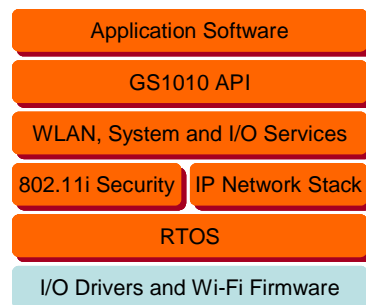 Application Software
GS1010 API
WLAN, System and I/O Services
802.11i Security IP Network Stack
RTOS
I/O Drivers and Wi-Fi Firmware